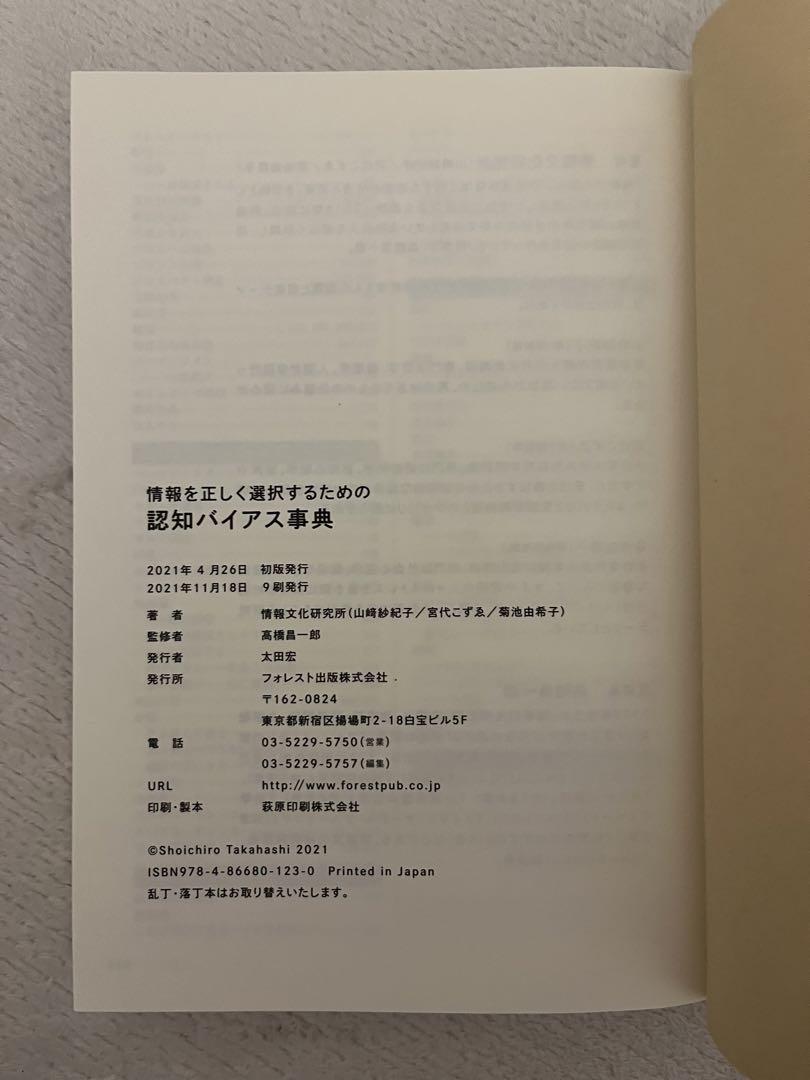 情報を正しく選択するための
認知バイアス事典
2021年 4 月26日 初版発行
2021年11月18日 9刷発行
著 者 情報文化研究所(山﨑紗紀子/宮代こずゑ/菊池由希子)
監修者 高橋昌一郎
発行者 太田宏
発行所 フォレスト出版株式会社
〒162-0824
東京都新宿区揚場町2-18白宝ビル5F
電 話 03-5229-5750(営業)
03-5229-5757(編集)
URL http://www.forestpub.co.jp
印刷・製本 萩原印刷株式会社
©Shoichiro Takahashi 2021
ISBN978-4-86680-123-0 Printed in Japan
乱丁・落丁本はお取り替えいたします。